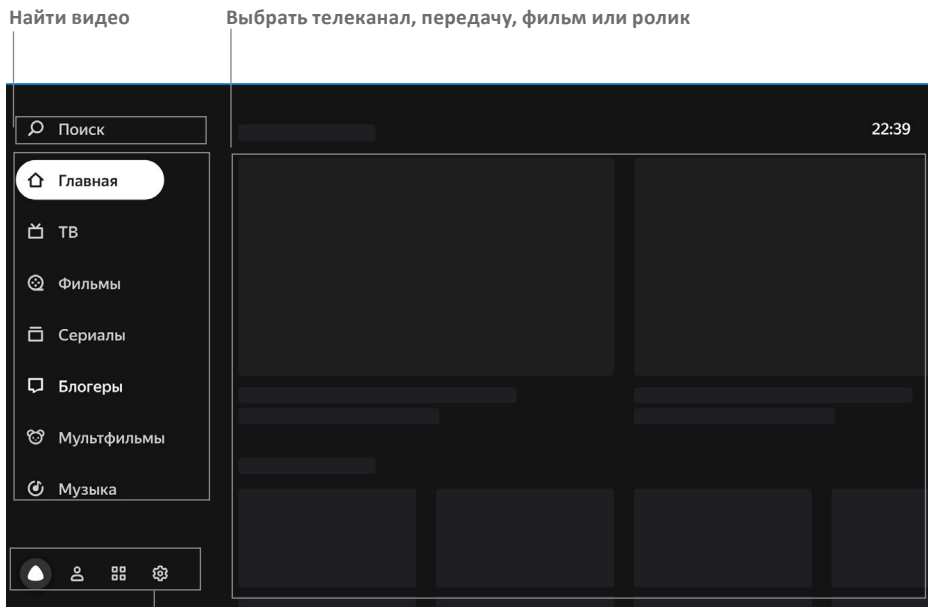 Найти видео
Выбрать телеканал, передачу, фильм или ролик
Поиск
22:39
Главная
ТВ
Фильмы
Сериалы
Блогеры
Мультфильмы
Музыка